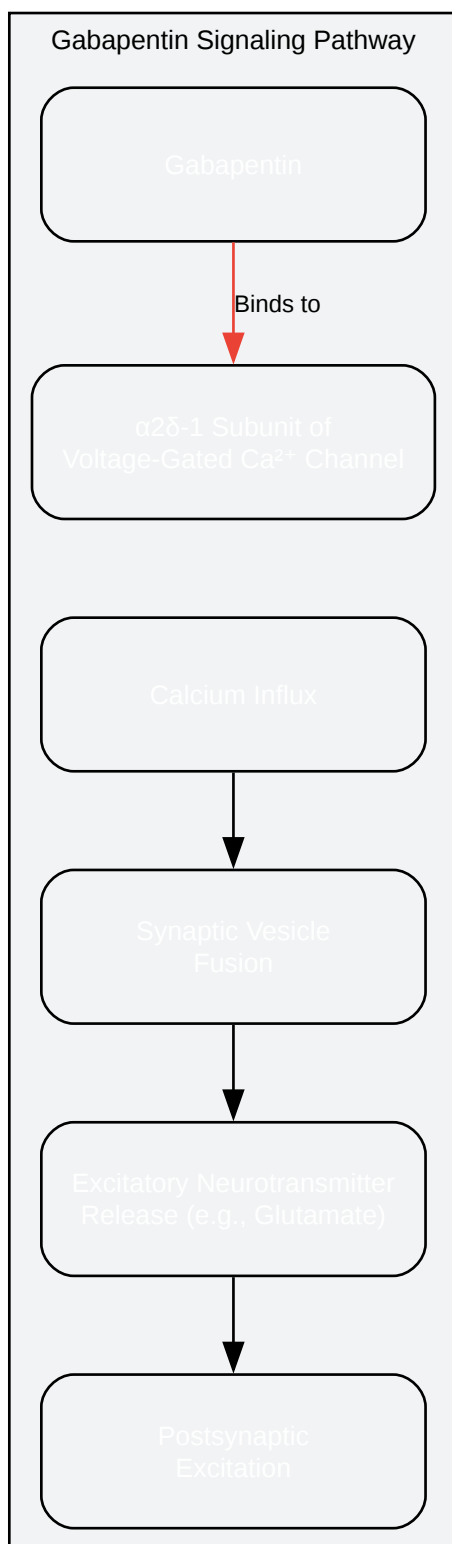 Gabapentin Signaling Pathway
Gabapentin
Binds to
α2δ-1 Subunit of
Voltage-Gated Ca²⁺ Channel
Calcium Influx
Synaptic Vesicle
Fusion
Excitatory Neurotransmitter
Release (e.g., Glutamate)
Postsynaptic
Excitation